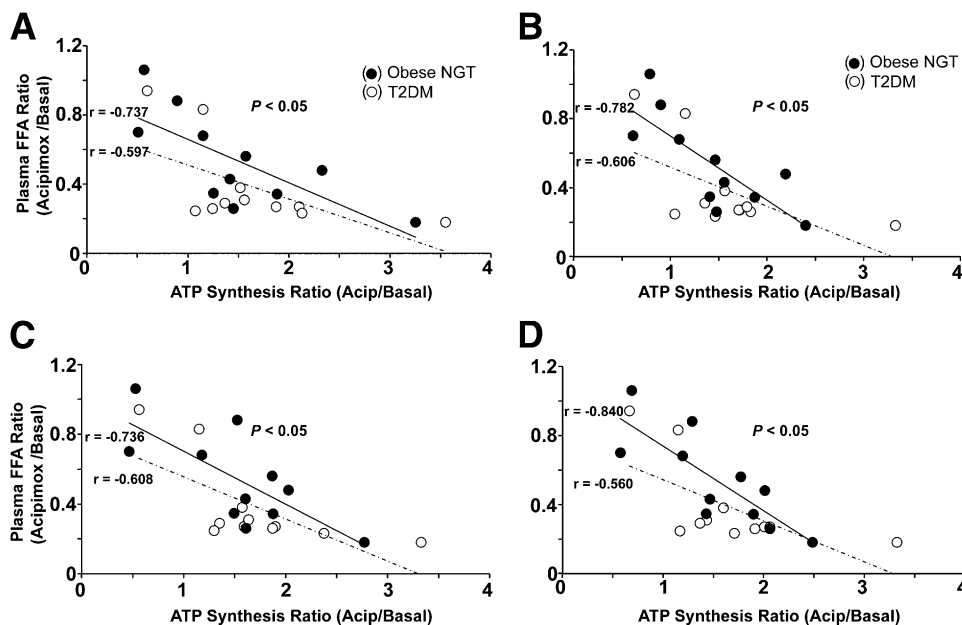 A
1.2
0.8
0.4
0
Plasma FFA Ratio
(Acipimox /Basal)
(●) Obese NGT
(○) T2DM
P < 0.05
r = -0.737
r = -0.597
0 1 2 3 4
ATP Synthesis Ratio (Acip/Basal)
B
1.2
0.8
0.4
0
(●) Obese NGT
(○) T2DM
P < 0.05
r = -0.782
r = -0.606
0 1 2 3 4
ATP Synthesis Ratio (Acip/Basal)
C
1.2
0.8
0.4
0
Plasma FFA Ratio
(Acipimox/Basal)
P < 0.05
r = -0.736
r = -0.608
0 1 2 3 4
ATP Synthesis Ratio (Acip/Basal)
D
1.2
0.8
0.4
0
P < 0.05
r = -0.840
r = -0.560
0 1 2 3 4
ATP Synthesis Ratio (Acip/Basal)